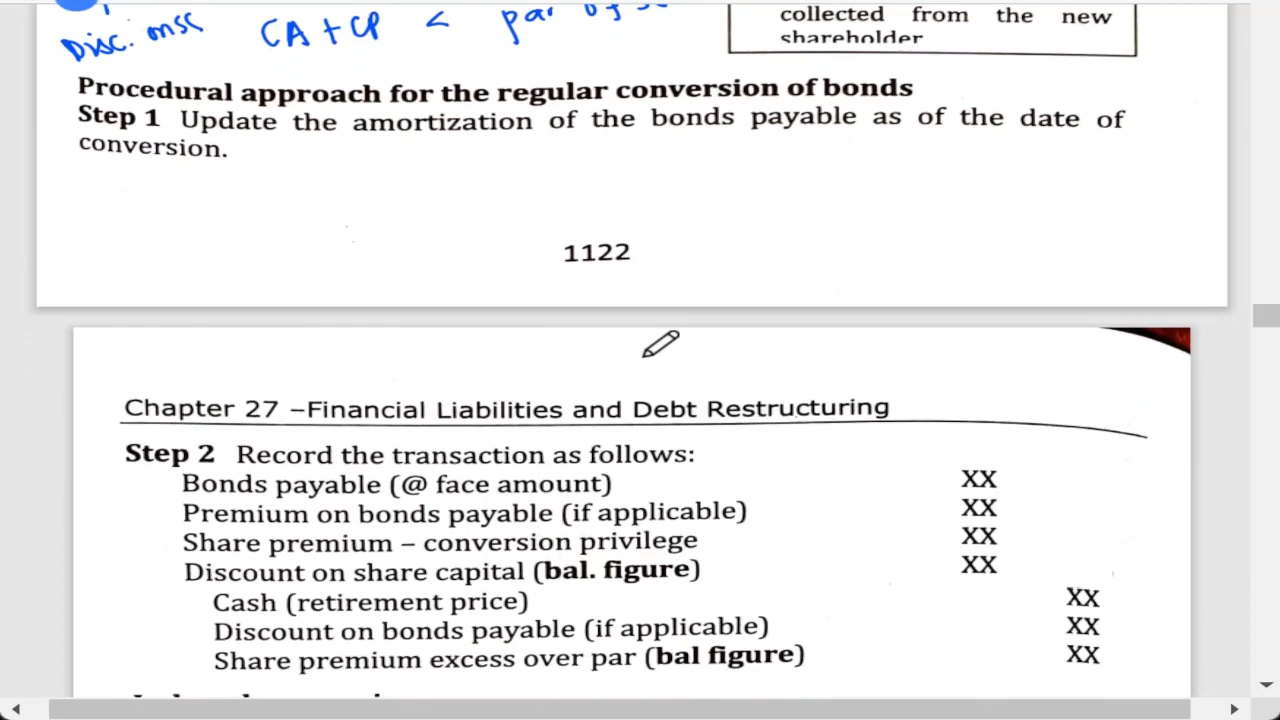 collected from the new
shareholder
Disc. msc CA + CP < par of
Procedural approach for the regular conversion of bonds
Step 1 Update the amortization of the bonds payable as of the date of
conversion.
1122
Chapter 27 –Financial Liabilities and Debt Restructuring
Step 2 Record the transaction as follows:
Bonds payable (@ face amount) XX
Premium on bonds payable (if applicable) XX
Share premium – conversion privilege XX
Discount on share capital (bal. figure) XX
Cash (retirement price) XX
Discount on bonds payable (if applicable) XX
Share premium excess over par (bal figure) XX